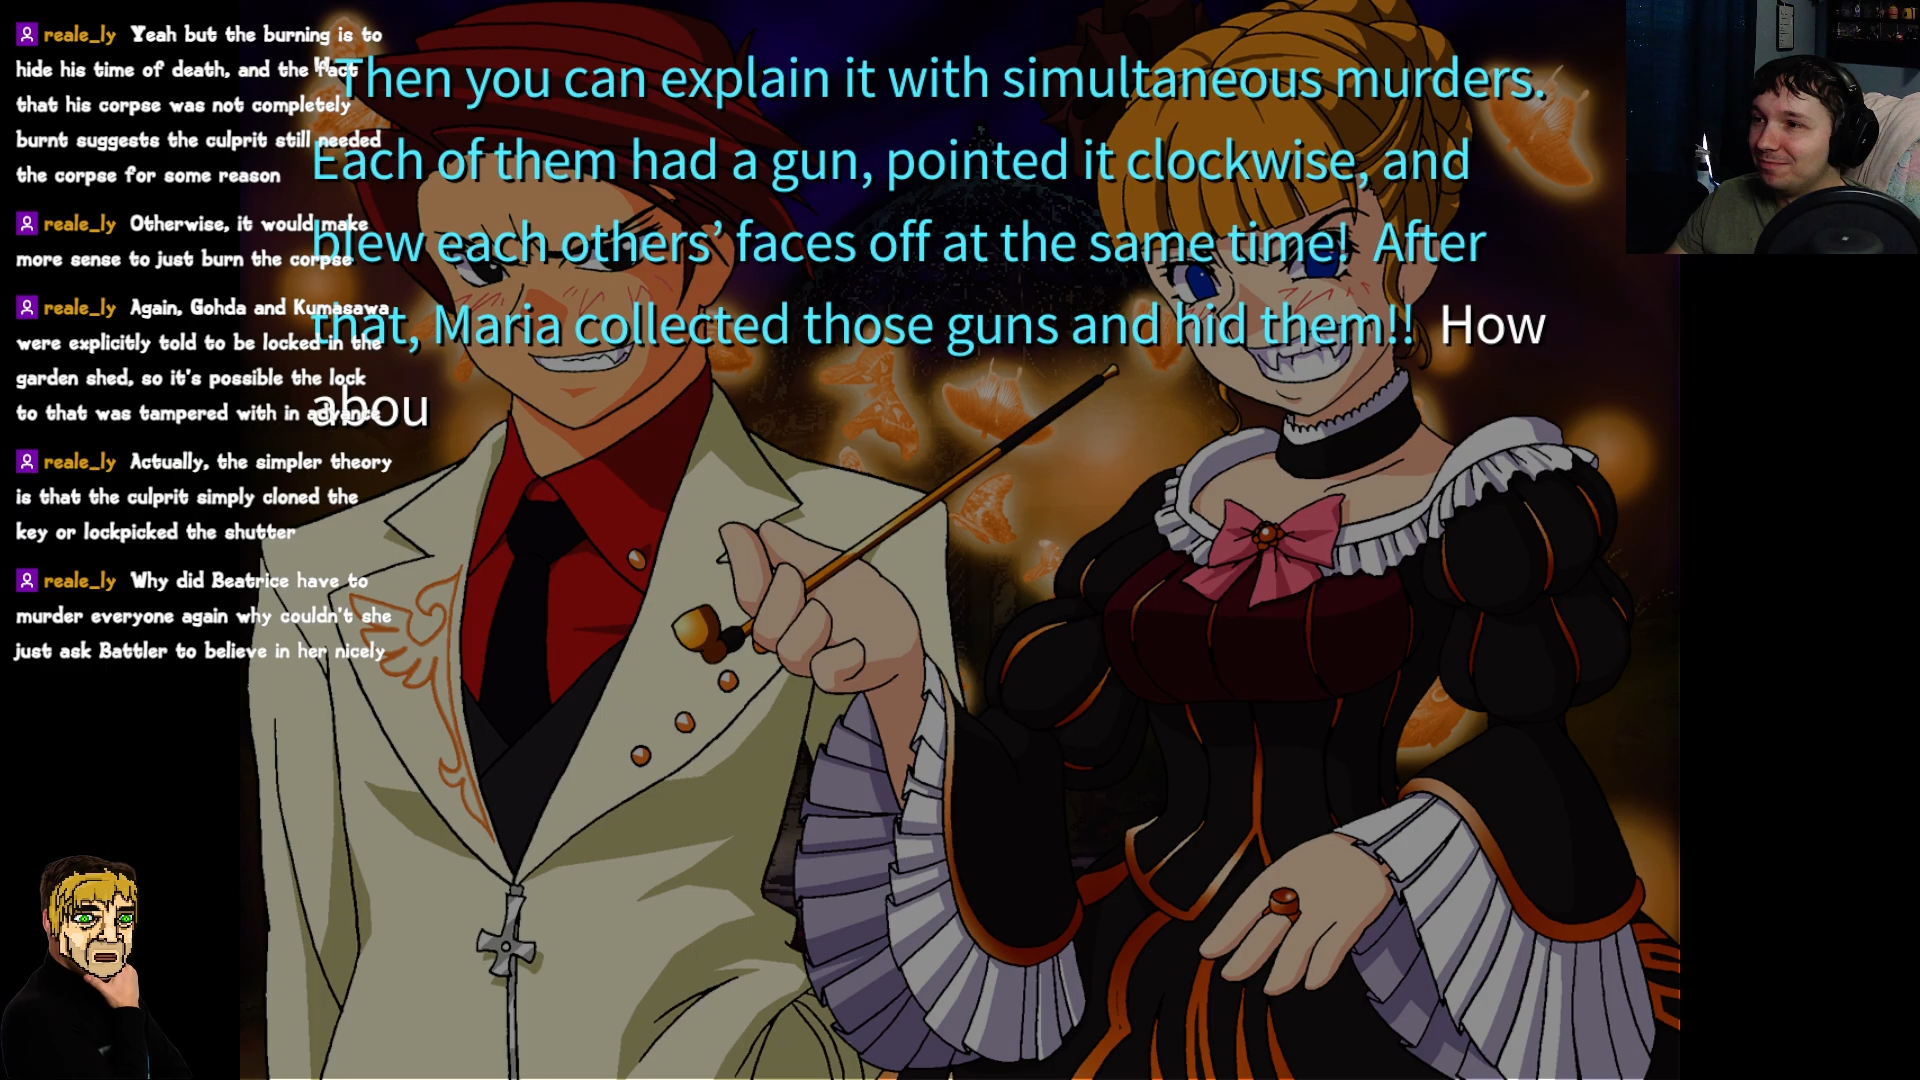 reale_ly Yeah but the burning is to
hide his time of death, and the fact
that his corpse was not completely
burnt suggests the culprit still needed
the corpse for some reason
reale_ly Otherwise, it would make
more sense to just burn the corpse
reale_ly Again, Gohda and Kumasawa
were explicitly told to be locked in the
garden shed, so it's possible the lock
to that was tampered with in advance
reale_ly Actually, the simpler theory
is that the culprit simply cloned the
key or lockpicked the shutter
reale_ly Why did Beatrice have to
murder everyone again why couldn't she
just ask Battler to believe in her nicely
"Then you can explain it with simultaneous murders.
Each of them had a gun, pointed it clockwise, and
blew each others’ faces off at the same time! After
that, Maria collected those guns and hid them!! How
abou